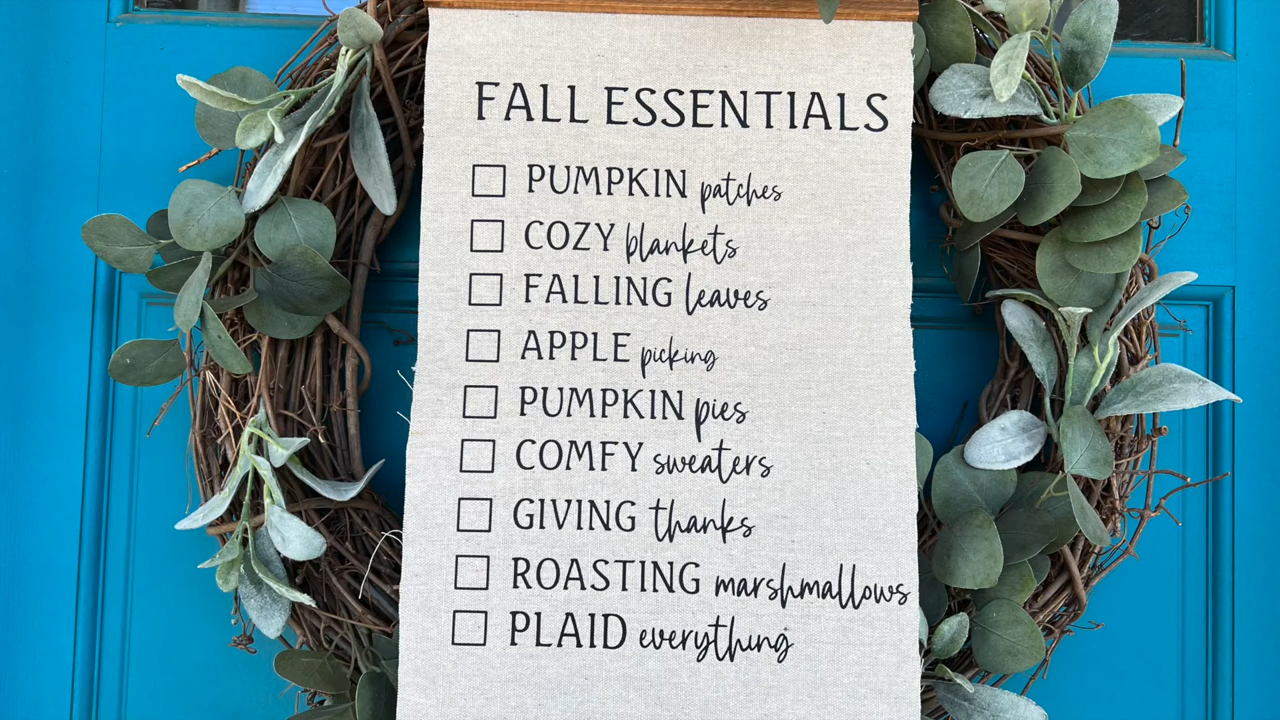 FALL ESSENTIALS
PUMPKIN patches
COZY blankets
FALLING leaves
APPLE picking
PUMPKIN pies
COMFY sweaters
GIVING thanks
ROASTING marshmallows
PLAID everything